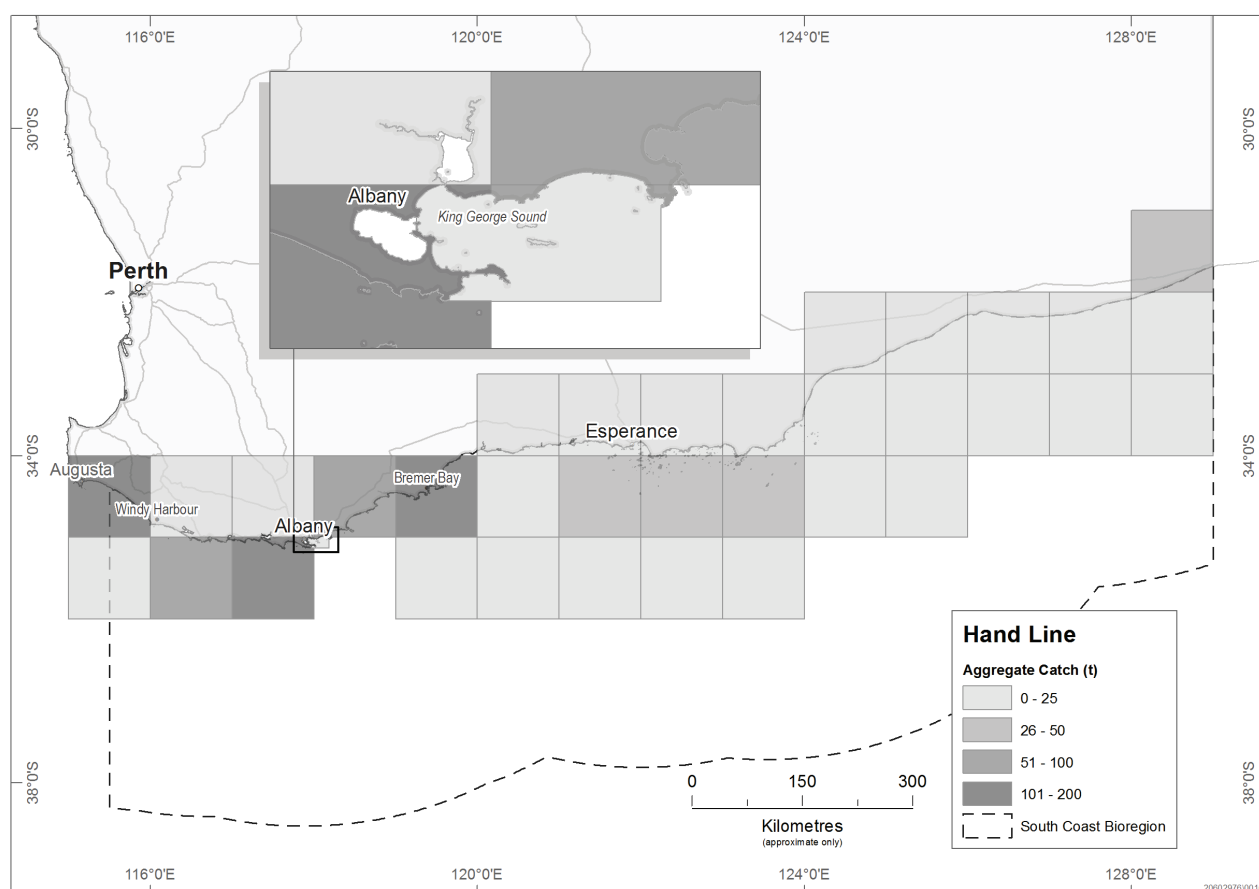 116°0'E 120°0'E 124°0'E 128°0'E
30°0'S 30°0'S
Albany
King George Sound
Perth
Esperance
34°0'S 34°0'S
Augusta
Bremer Bay
Windy Harbour
Albany
Hand Line
Aggregate Catch (t)
0 - 25
26 - 50
51 - 100
101 - 200
South Coast Bioregion
38°0'S 38°0'S
0 150 300
Kilometres
(approximate only)
116°0'E 120°0'E 124°0'E 128°0'E